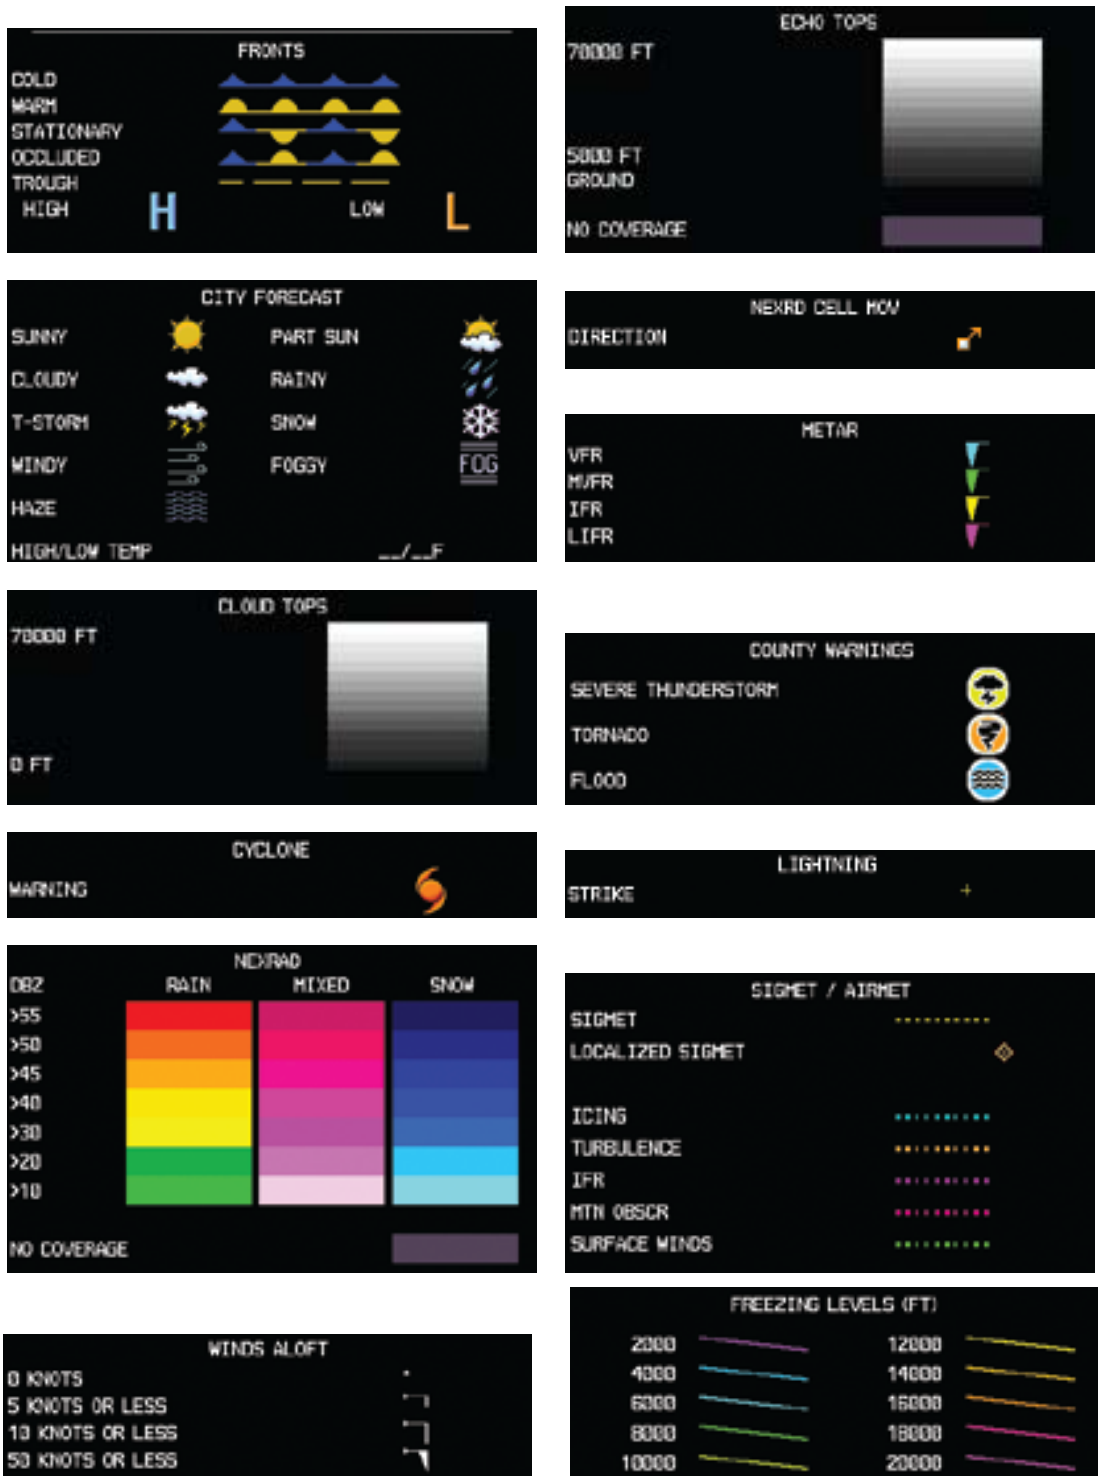 FRONTS
COLD
WARM
STATIONARY
OCCLUDED
TROUGH
HIGH H LOW L
ECHO TOPS
70000 FT
5000 FT
GROUND
NO COVERAGE
CITY FORECAST
SUNNY PART SUN
CLOUDY RAINY
T-STORM SNOW
WINDY FOGGY FOG
HAZE
HIGH/LOW TEMP __/__F
NEXRD CELL MOV
DIRECTION
METAR
VFR
MVFR
IFR
LIFR
CLOUD TOPS
70000 FT
0 FT
COUNTY WARNINGS
SEVERE THUNDERSTORM
TORNADO
FLOOD
CYCLONE
WARNING
LIGHTNING
STRIKE
NEXRAD
DBZ RAIN MIXED SNOW
>55
>50
>45
>40
>30
>20
>10
NO COVERAGE
SIGMET / AIRMET
SIGMET
LOCALIZED SIGMET
ICING
TURBULENCE
IFR
MTN OBSCR
SURFACE WINDS
WINDS ALOFT
0 KNOTS
5 KNOTS OR LESS
10 KNOTS OR LESS
50 KNOTS OR LESS
FREEZING LEVELS (FT)
2000 12000
4000 14000
6000 16000
8000 18000
10000 20000